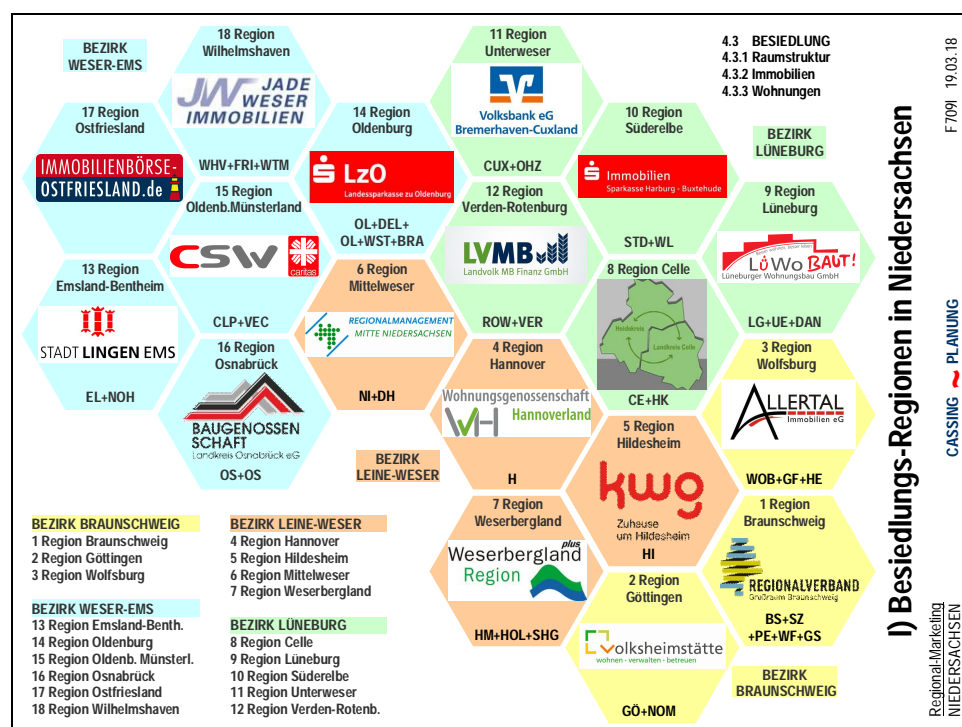 BEZIRK
WESER-EMS
18 Region
Wilhelmshaven
JW JADE
WESER
IMMOBILIEN
WHV+FRI+WTM
11 Region
Unterweser
Volksbank eG
Bremerhaven-Cuxland
CUX+OHZ
4.3 BESIEDLUNG
4.3.1 Raumstruktur
4.3.2 Immobilien
4.3.3 Wohnungen
17 Region
Ostfriesland
IMMOBILIENBÖRSE-
OSTFRIESLAND.de
14 Region
Oldenburg
LzO
Landessparkasse zu Oldenburg
OL+DEL+
OL+WST+BRA
10 Region
Süderelbe
Immobilien
Sparkasse Harburg - Buxtehude
STD+WL
BEZIRK
LÜNEBURG
15 Region
Oldenb.Münsterland
CSW
caritas
CLP+VEC
12 Region
Verden-Rotenburg
LVMB
Landvolk MB Finanz GmbH
ROW+VER
9 Region
Lüneburg
LüWo BAUT!
Lüneburger Wohnungsbau GmbH
LG+UE+DAN
13 Region
Emsland-Bentheim
STADT LINGEN EMS
EL+NOH
6 Region
Mittelweser
REGIONALMANAGEMENT
MITTE NIEDERSACHSEN
NI+DH
8 Region Celle
Heidekreis
Landkreis Celle
CE+HK
16 Region
Osnabrück
BAUGENOSSEN
SCHAFT
Landkreis Osnabrück eG
OS+OS
4 Region
Hannover
Wohnungsgenossenschaft
WH Hannoverland
H
3 Region
Wolfsburg
ALLERTAL
Immobilien eG
WOB+GF+HE
BEZIRK
LEINE-WESER
5 Region
Hildesheim
kwg
Zuhause
um Hildesheim
HI
7 Region
Weserbergland
plus
Weserbergland
Region
HM+HOL+SHG
1 Region
Braunschweig
REGIONALVERBAND
Großraum Braunschweig
BS+SZ
+PE+WF+GS
2 Region
Göttingen
Volksheimstätte
wohnen - verwalten - betreuen
GÖ+NOM
BEZIRK
BRAUNSCHWEIG
BEZIRK BRAUNSCHWEIG
1 Region Braunschweig
2 Region Göttingen
3 Region Wolfsburg
BEZIRK WESER-EMS
13 Region Emsland-Benth.
14 Region Oldenburg
15 Region Oldenb. Münsterl.
16 Region Osnabrück
17 Region Ostfriesland
18 Region Wilhelmshaven
BEZIRK LEINE-WESER
4 Region Hannover
5 Region Hildesheim
6 Region Mittelweser
7 Region Weserbergland
BEZIRK LÜNEBURG
8 Region Celle
9 Region Lüneburg
10 Region Süderelbe
11 Region Unterweser
12 Region Verden-Rotenb.
I) Besiedlungs-Regionen in Niedersachsen
F709I 19.03.18
CASSING ~ PLANUNG
Regional-Marketing
NIEDERSACHSEN